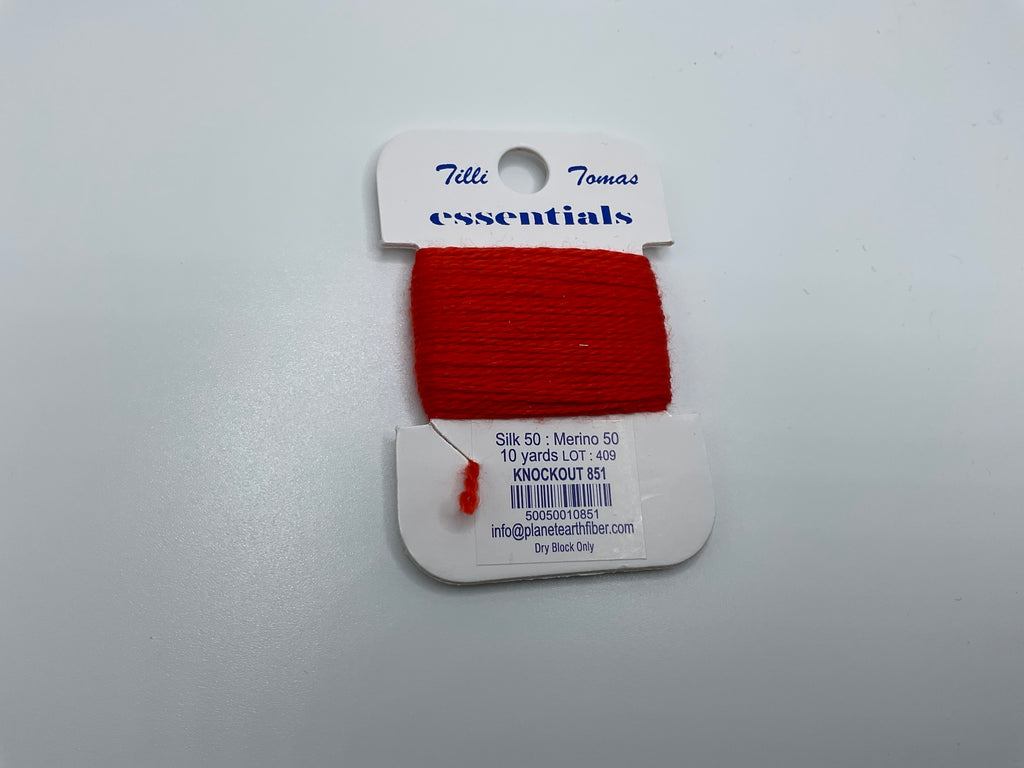 Tilli Tomas
essentials
Silk 50 : Merino 50
10 yards LOT : 409
KNOCKOUT 851
50050010851
info@planetearthfiber.com
Dry Block Only